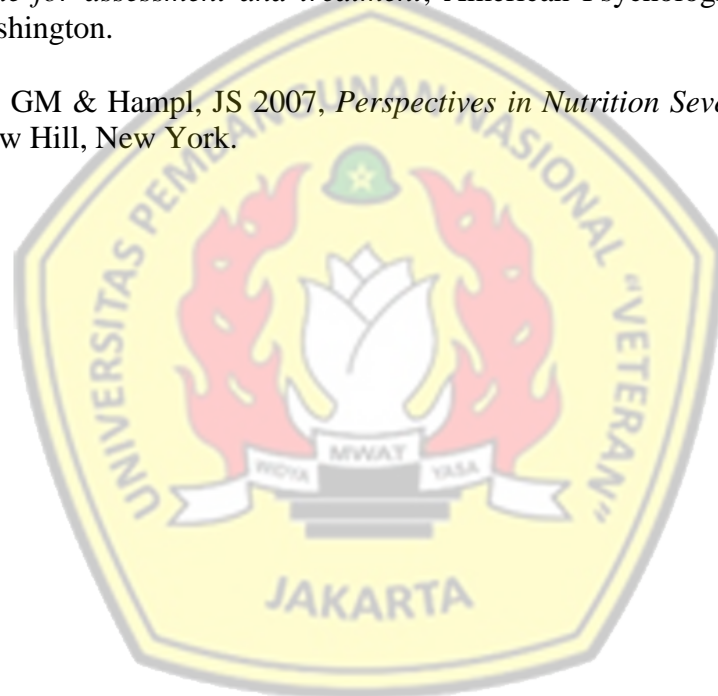 for assessment and treatment, American Psychologi
shington.
GM & Hampl, JS 2007, Perspectives in Nutrition Seve
w Hill, New York.
UNIVERSITAS PEMBANGUNAN NASIONAL "VETERAN"
WIDYA MWAT YASA
JAKARTA